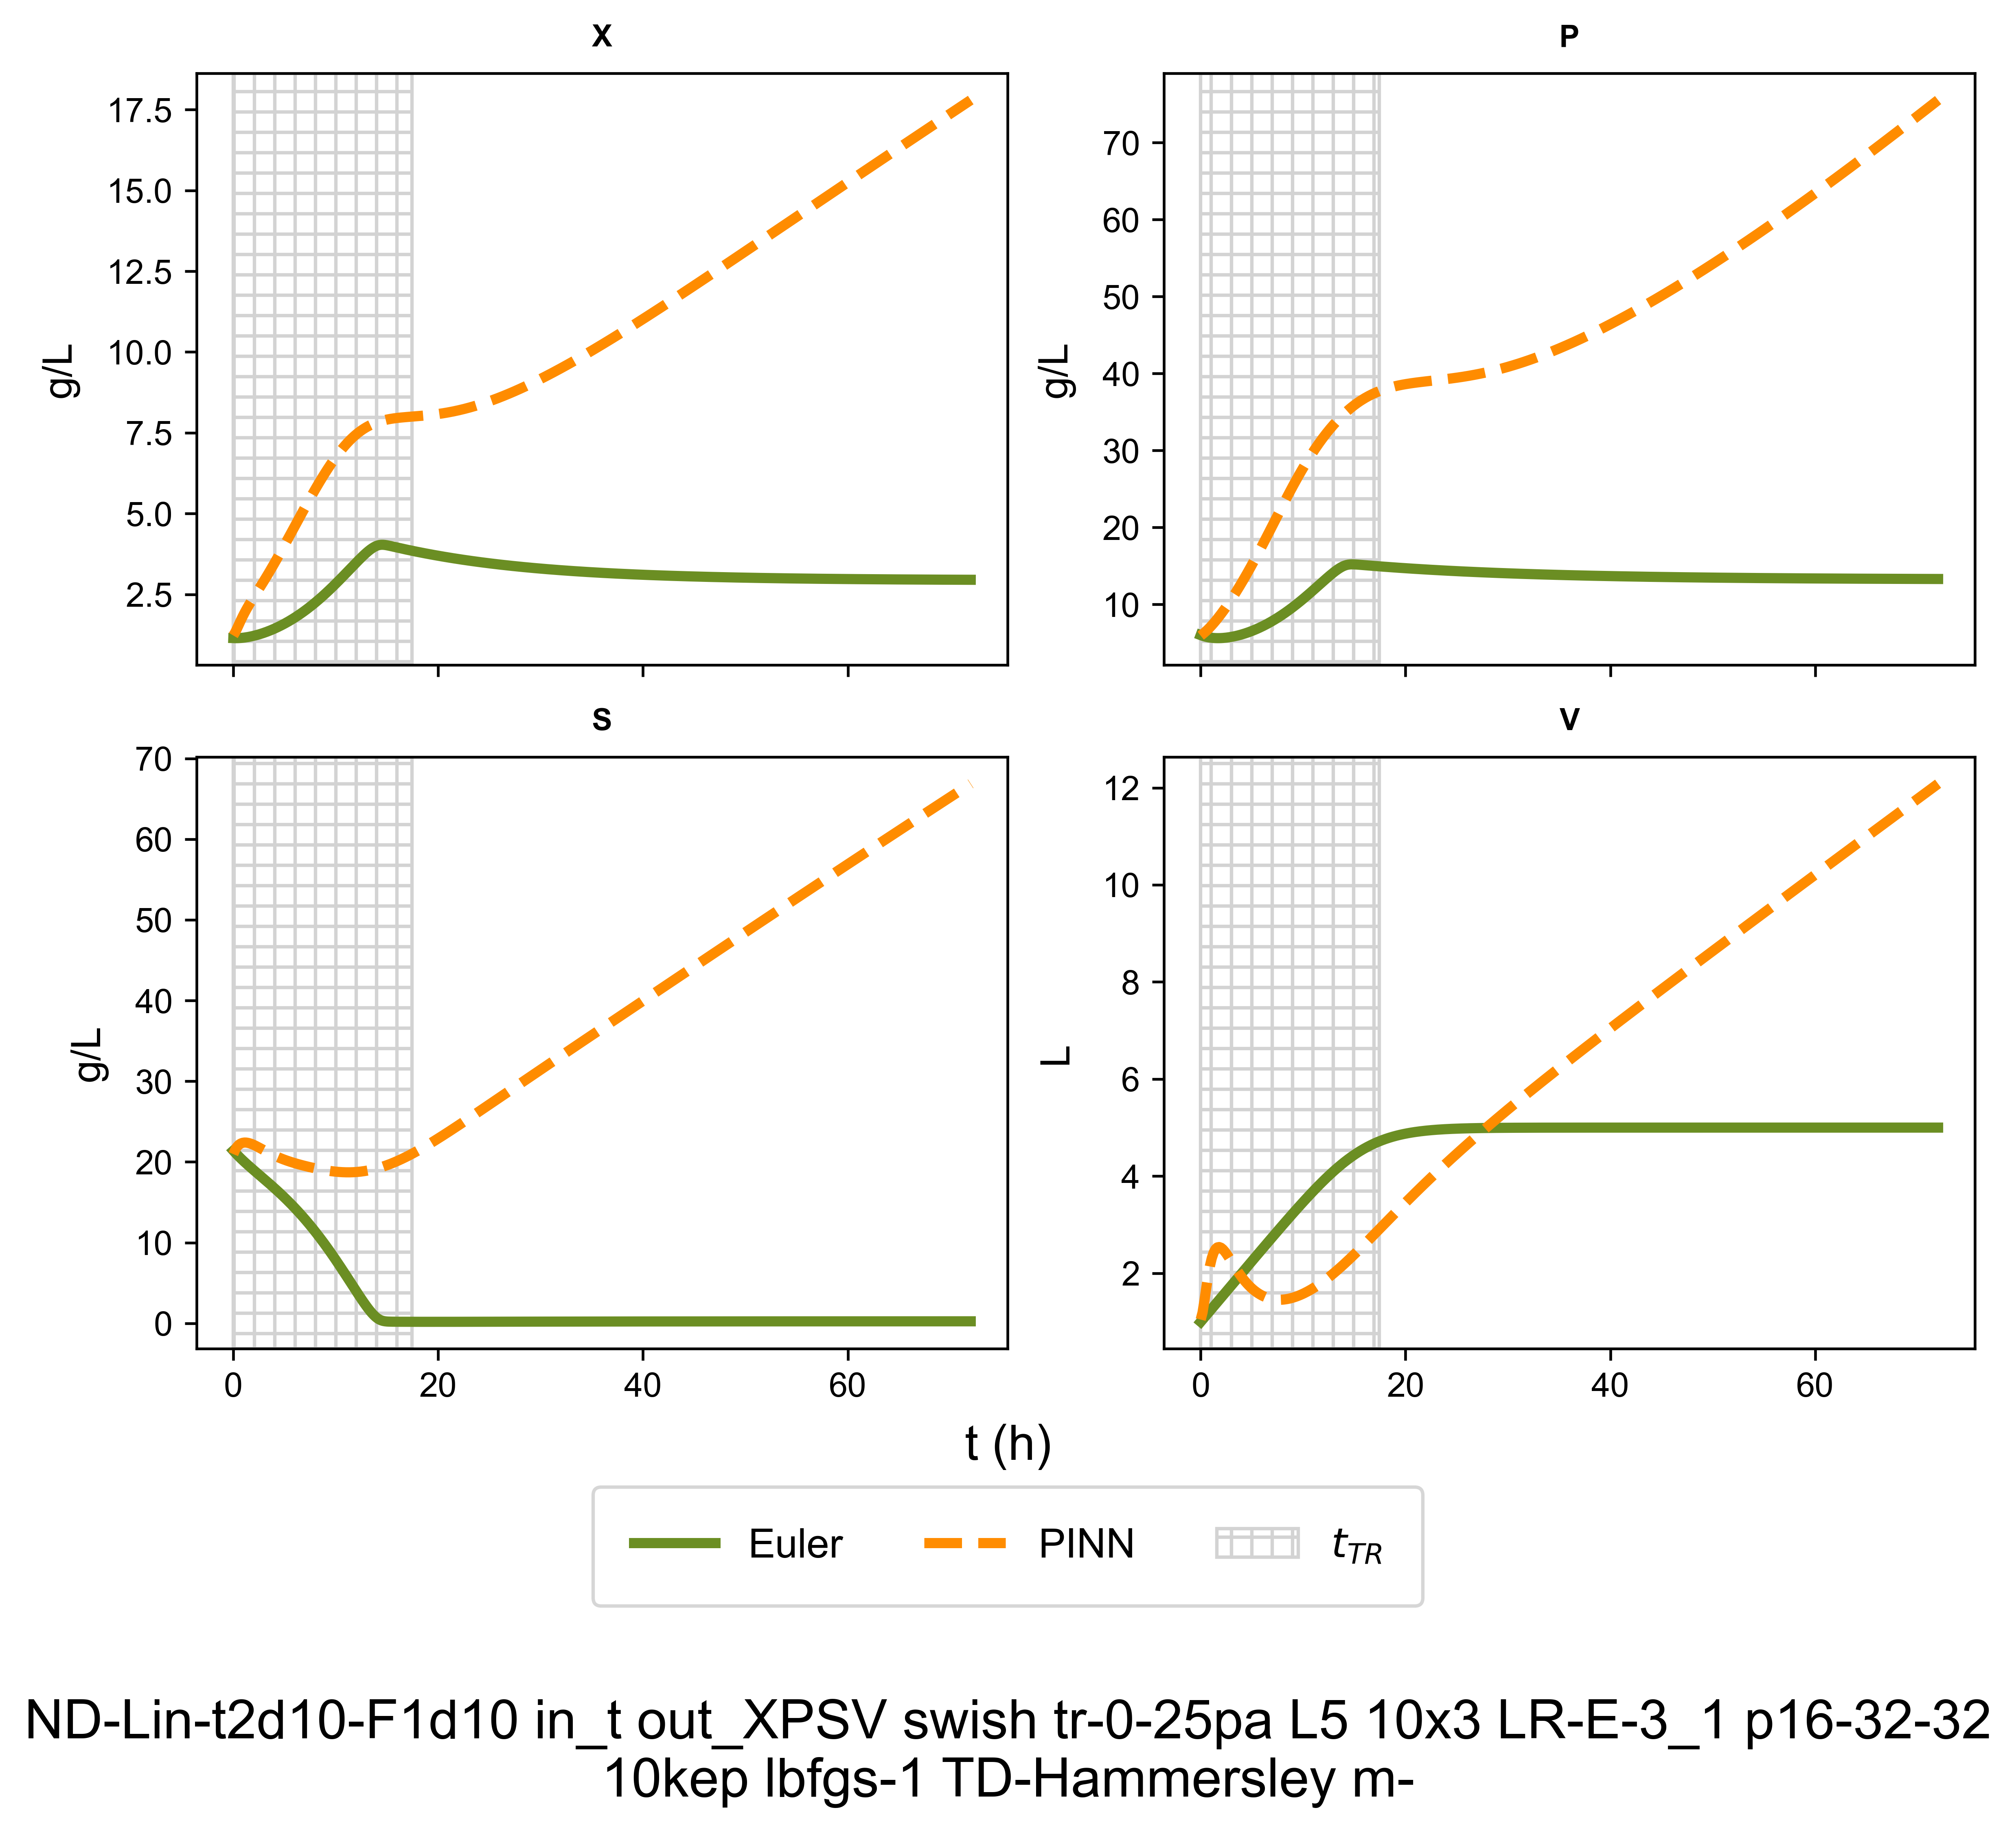 X
P
17.5
15.0
12.5
10.0
7.5
5.0
2.5
g/L
70
60
50
40
30
20
10
g/L
S
V
70
60
50
40
30
20
10
0
g/L
12
10
8
6
4
2
L
0 20 40 60
0 20 40 60
t (h)
Euler PINN t_TR
ND-Lin-t2d10-F1d10 in_t out_XPSV swish tr-0-25pa L5 10x3 LR-E-3_1 p16-32-32
10kep lbfgs-1 TD-Hammersley m-